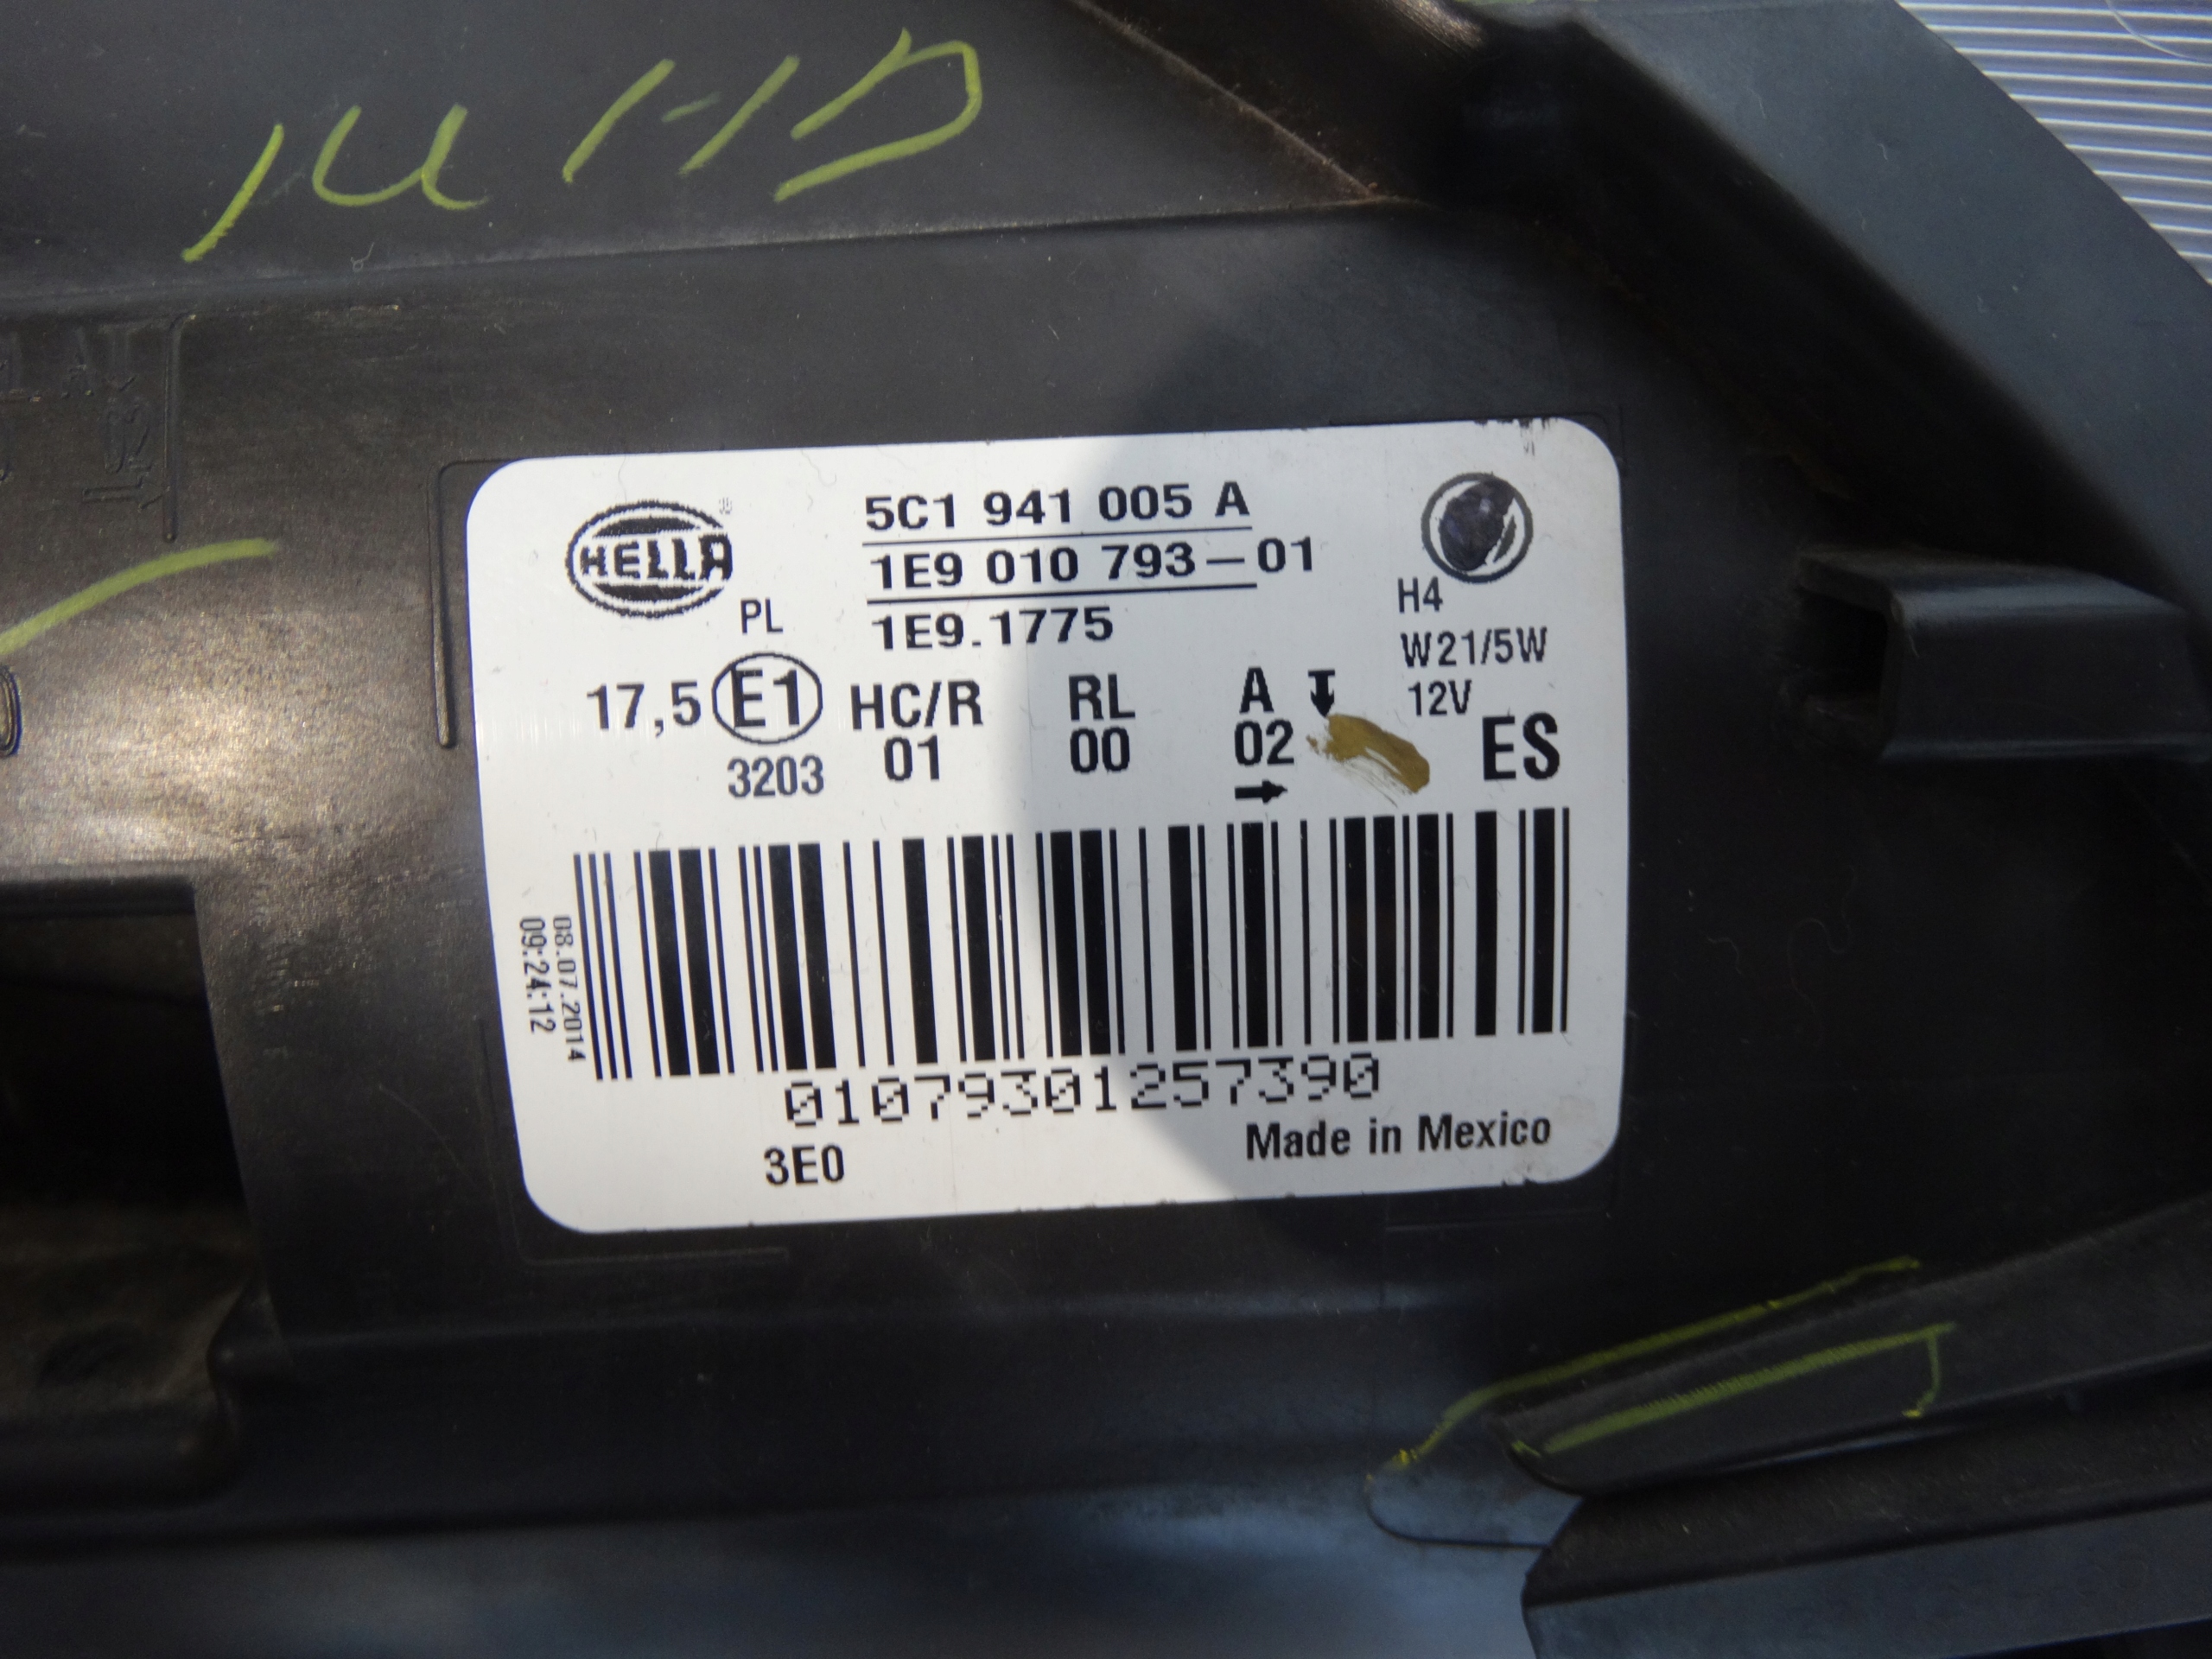 HELLA ®
5C1 941 005 A
1E9 010 793-01
1E9.1775
PL
H4
W21/5W
12V
17,5 E1 HC/R RL A
3203 01 00 02 ES
08.07.2014
09:24:12
01079301257390
3E0
Made in Mexico